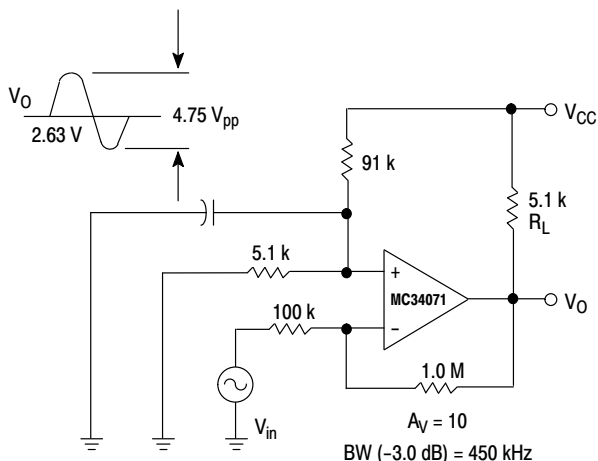 V_O
2.63 V
4.75 V_pp
V_CC
91 k
5.1 k
R_L
5.1 k
+
MC34071
−
V_O
100 k
1.0 M
V_in
A_V = 10
BW (−3.0 dB) = 450 kHz